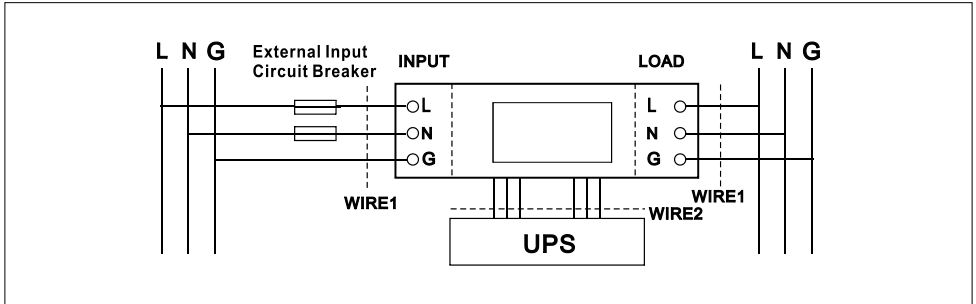 L N G
External Input
Circuit Breaker
INPUT
LOAD
L N G
L
N
G
L
N
G
WIRE1
WIRE1
WIRE2
UPS